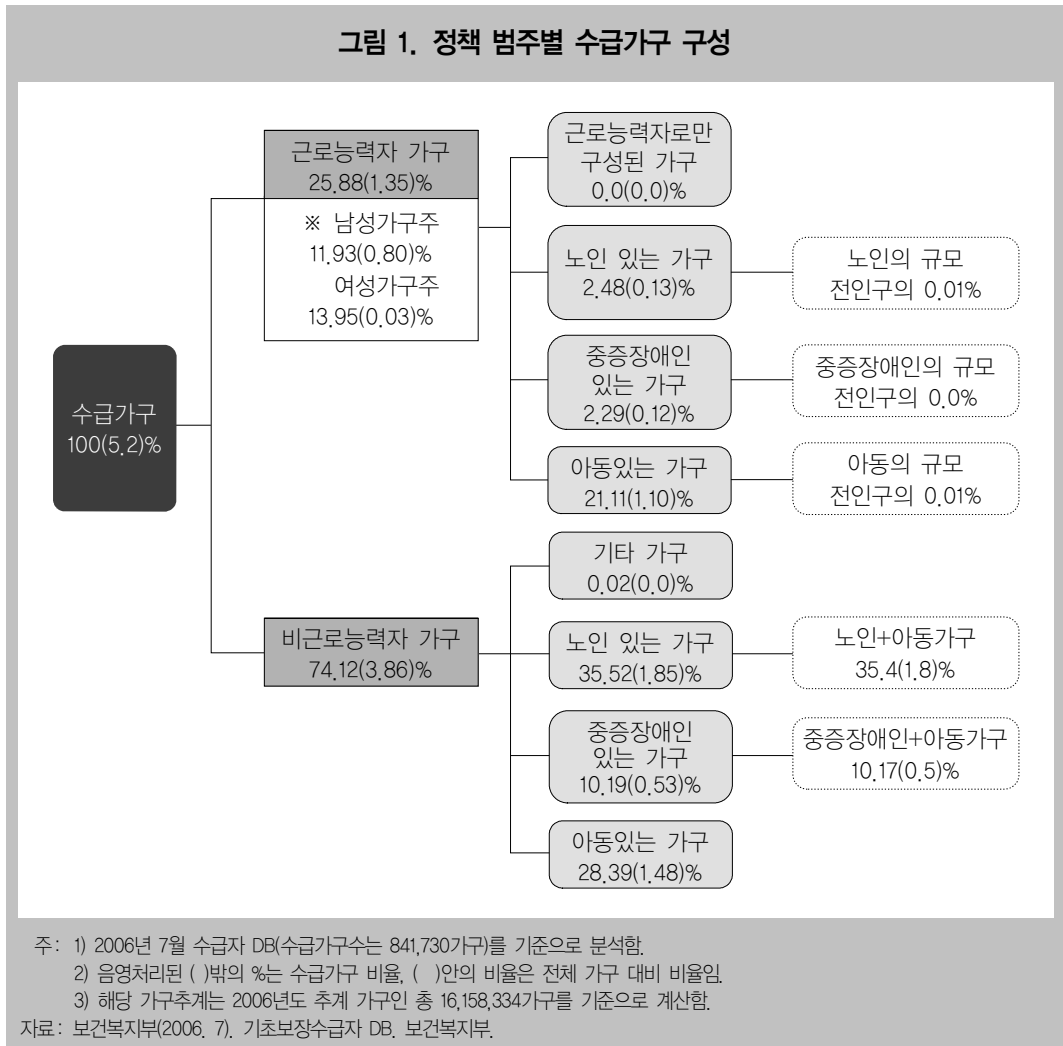 그림 1. 정책 범주별 수급가구 구성
수급가구
100(5.2)%
근로능력자 가구
25.88(1.35)%
※ 남성가구주
11.93(0.80)%
여성가구주
13.95(0.03)%
근로능력자로만
구성된 가구
0.0(0.0)%
노인 있는 가구
2.48(0.13)%
노인의 규모
전인구의 0.01%
중증장애인
있는 가구
2.29(0.12)%
중증장애인의 규모
전인구의 0.0%
아동있는 가구
21.11(1.10)%
아동의 규모
전인구의 0.01%
비근로능력자 가구
74.12(3.86)%
기타 가구
0.02(0.0)%
노인 있는 가구
35.52(1.85)%
노인+아동가구
35.4(1.8)%
중증장애인
있는 가구
10.19(0.53)%
중증장애인+아동가구
10.17(0.5)%
아동있는 가구
28.39(1.48)%
주: 1) 2006년 7월 수급자 DB(수급가구수는 841,730가구)를 기준으로 분석함.
2) 음영처리된 ( )밖의 %는 수급가구 비율, ( )안의 비율은 전체 가구 대비 비율임.
3) 해당 가구추계는 2006년도 추계 가구인 총 16,158,334가구를 기준으로 계산함.
자료: 보건복지부(2006. 7). 기초보장수급자 DB. 보건복지부.